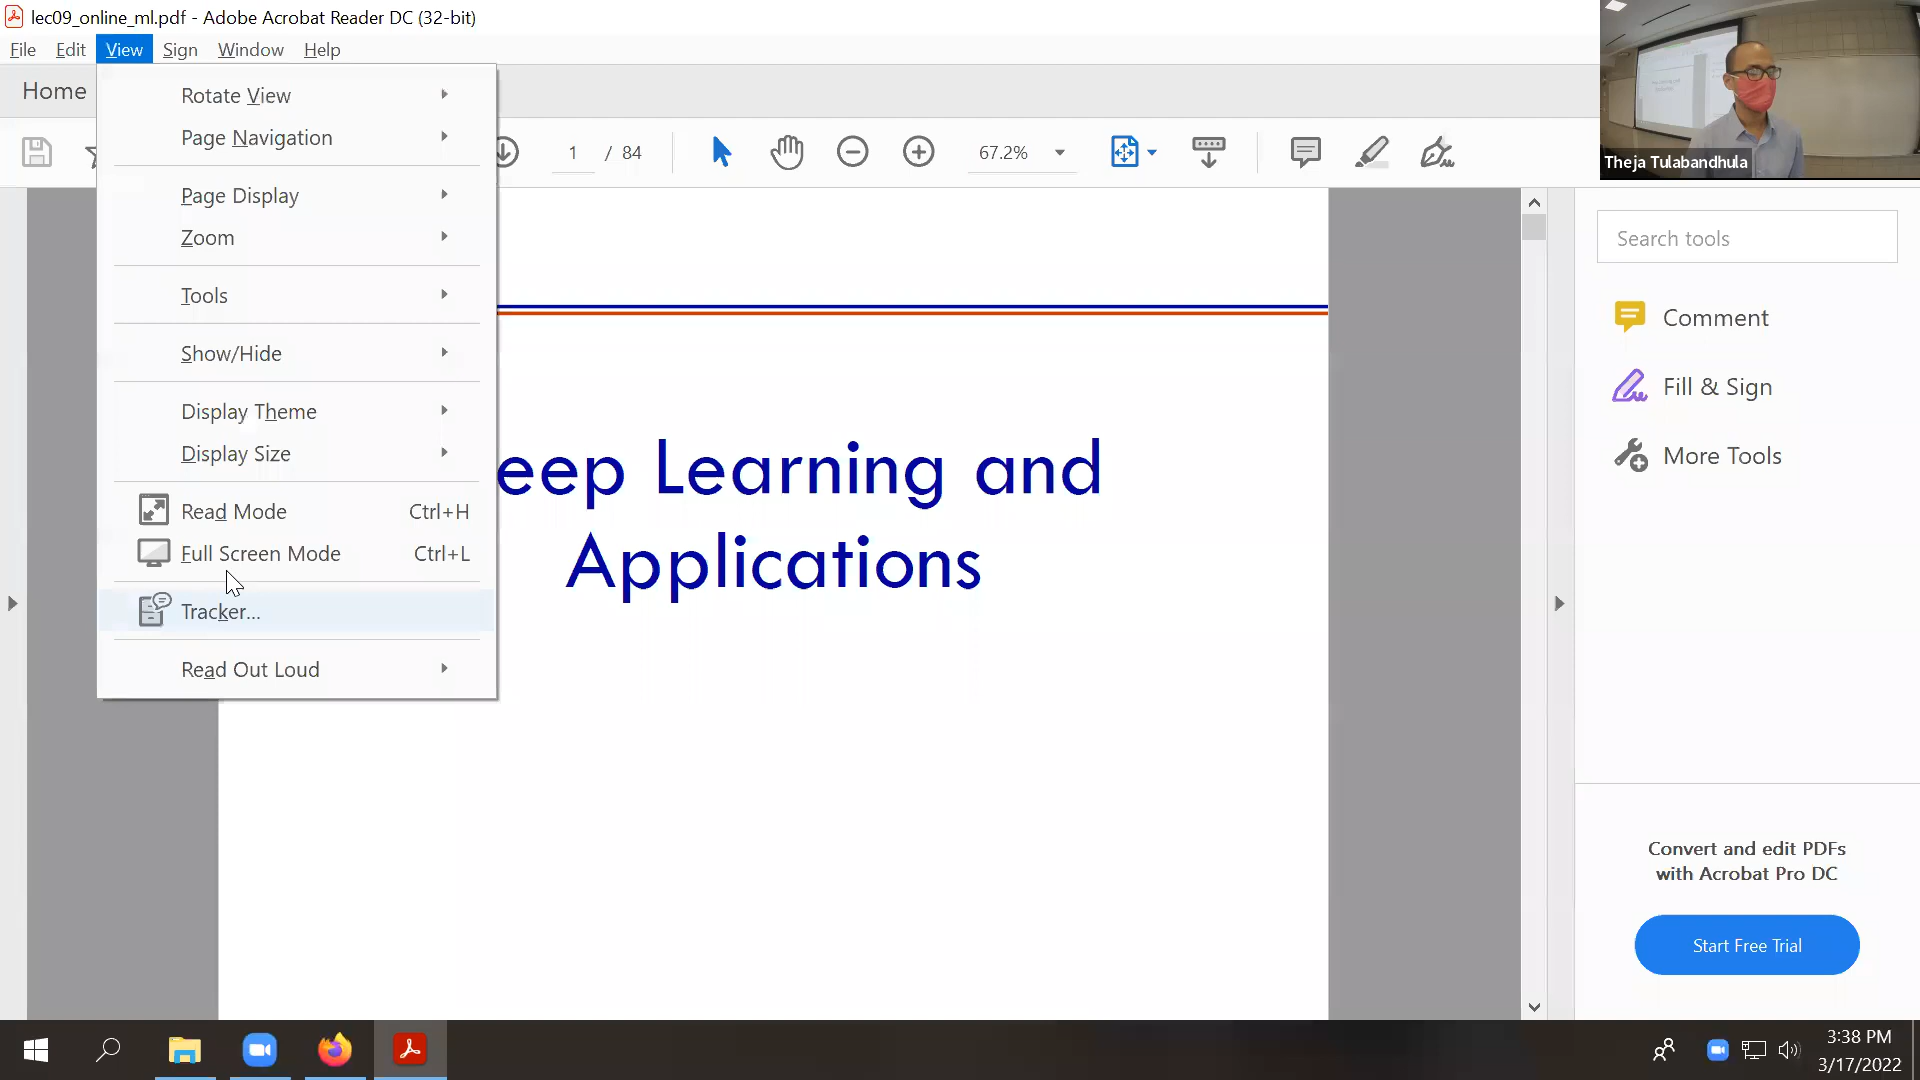 lec09_online_ml.pdf - Adobe Acrobat Reader DC (32-bit)
File Edit View Sign Window Help
Home
Rotate View
Page Navigation
Page Display
Zoom
Tools
Show/Hide
Display Theme
Display Size
Read Mode Ctrl+H
Full Screen Mode Ctrl+L
Tracker...
Read Out Loud
1 / 84
67.2%
eep Learning and
Applications
Theja Tulabandhula
Search tools
Comment
Fill & Sign
More Tools
Convert and edit PDFs
with Acrobat Pro DC
Start Free Trial
3:38 PM
3/17/2022